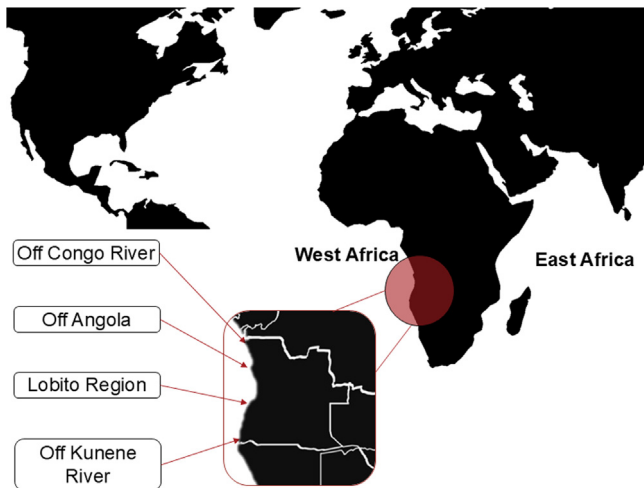 West Africa
East Africa
Off Congo River
Off Angola
Lobito Region
Off Kunene
River